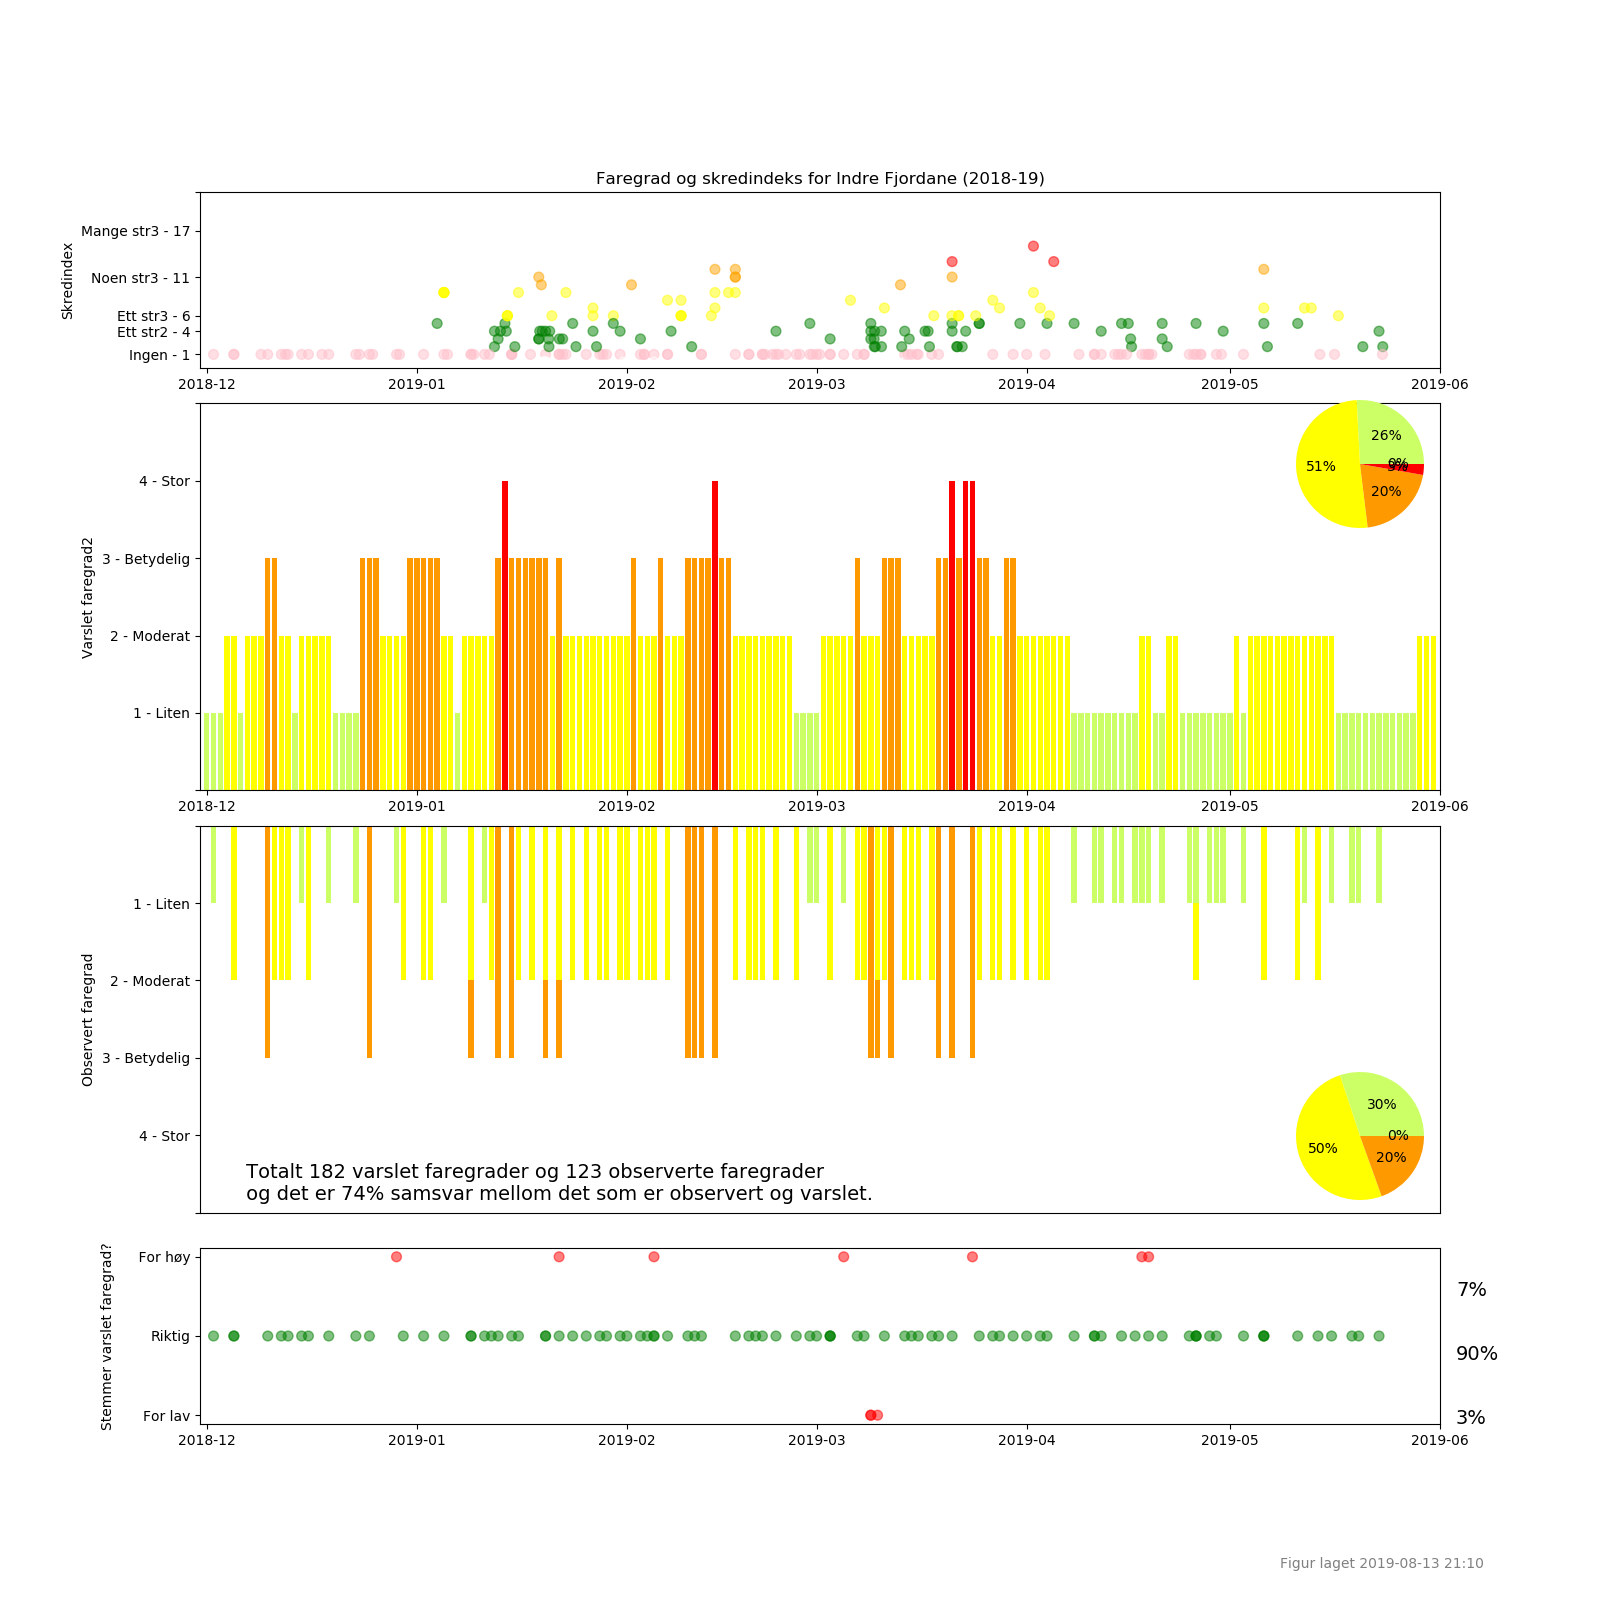 Faregrad og skredindeks for Indre Fjordane (2018-19)
Skredindex
Mange str3 - 17
Noen str3 - 11
Ett str3 - 6
Ett str2 - 4
Ingen - 1
2018-12 2019-01 2019-02 2019-03 2019-04 2019-05 2019-06
Varslet faregrad2
4 - Stor
3 - Betydelig
2 - Moderat
1 - Liten
26%
51%
20%
2018-12 2019-01 2019-02 2019-03 2019-04 2019-05 2019-06
Observert faregrad
1 - Liten
2 - Moderat
3 - Betydelig
4 - Stor
30%
0%
50%
20%
Totalt 182 varslet faregrader og 123 observerte faregrader
og det er 74% samsvar mellom det som er observert og varslet.
Stemmer varslet faregrad?
For høy
Riktig
For lav
7%
90%
3%
2018-12 2019-01 2019-02 2019-03 2019-04 2019-05 2019-06
Figur laget 2019-08-13 21:10